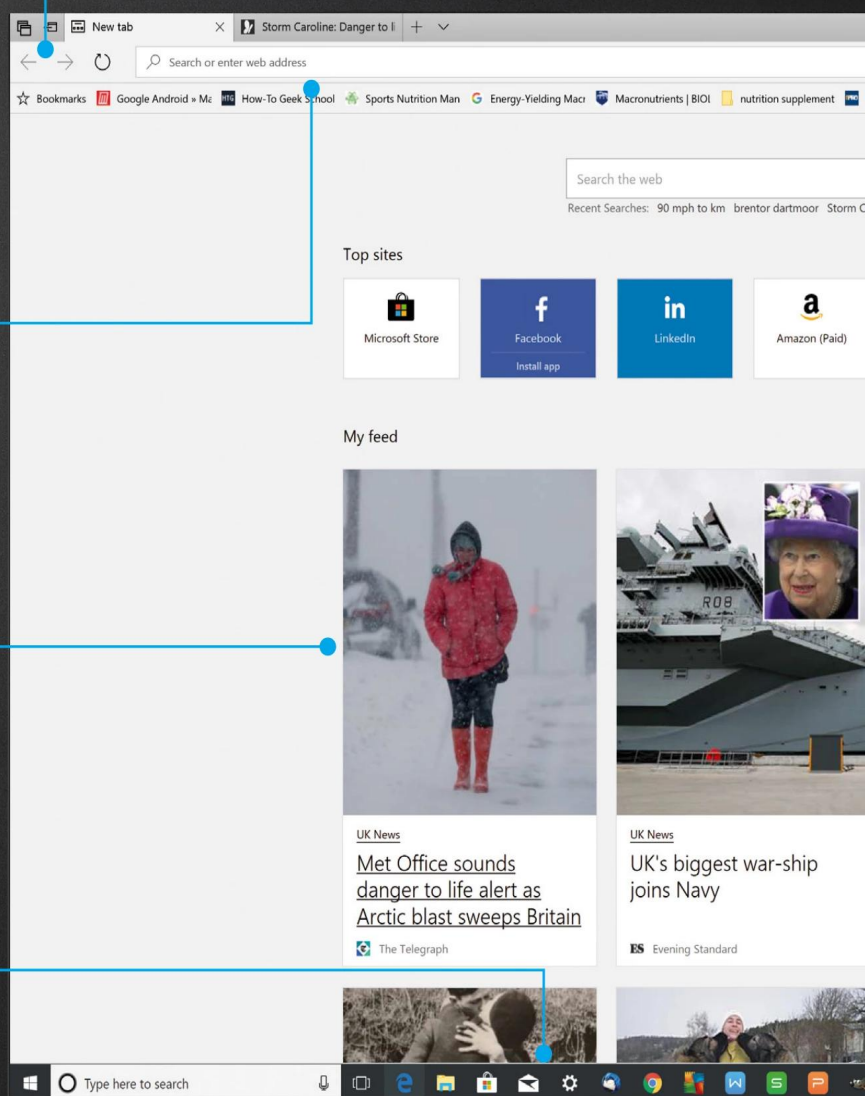 New tab
Storm Caroline: Danger to li
Search or enter web address
Bookmarks
Google Android » Ma
HTG
How-To Geek School
Sports Nutrition Man
Energy-Yielding Macr
Macronutrients | BIOL
nutrition supplement
Search the web
Recent Searches: 90 mph to km brentor dartmoor Storm C
Top sites
Microsoft Store
Facebook
Install app
LinkedIn
Amazon (Paid)
My feed
R08
UK News
Met Office sounds
danger to life alert as
Arctic blast sweeps Britain
The Telegraph
UK News
UK's biggest war-ship
joins Navy
ES Evening Standard
Type here to search